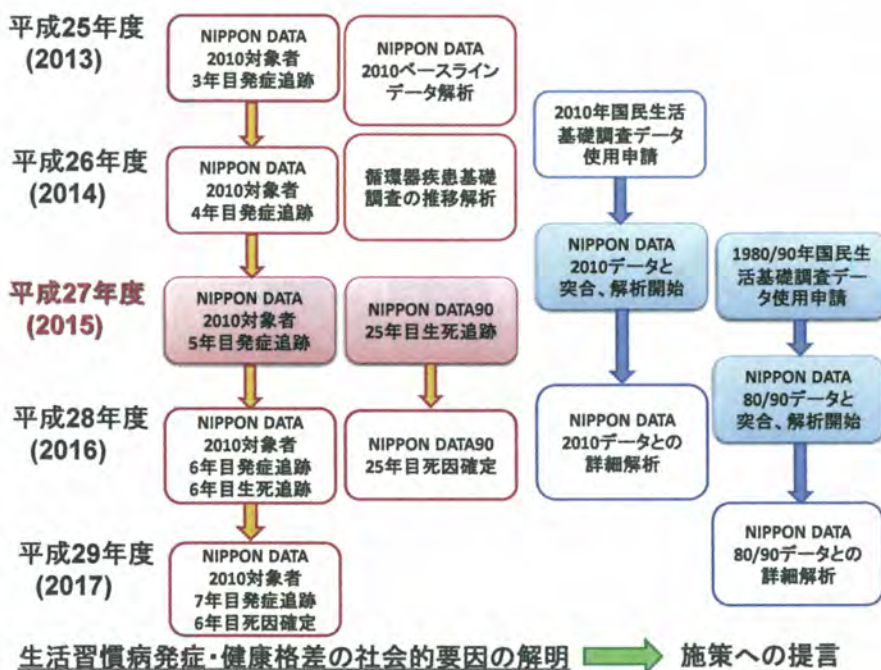 平成25年度
(2013)
NIPPON DATA
2010対象者
3年目発症追跡
NIPPON DATA
2010ベースライン
データ解析
2010年国民生活
基礎調査データ
使用申請
平成26年度
(2014)
NIPPON DATA
2010対象者
4年目発症追跡
循環器疾患基礎
調査の推移解析
NIPPON DATA
2010データと
突合、解析開始
1980/90年国民生
活基礎調査デー
タ使用申請
平成27年度
(2015)
NIPPON DATA
2010対象者
5年目発症追跡
NIPPON DATA90
25年目生死追跡
NIPPON DATA
80/90データと
突合、解析開始
平成28年度
(2016)
NIPPON DATA
2010対象者
6年目発症追跡
6年目生死追跡
NIPPON DATA90
25年目死因確定
NIPPON DATA
2010データとの
詳細解析
NIPPON DATA
80/90データとの
詳細解析
平成29年度
(2017)
NIPPON DATA
2010対象者
7年目発症追跡
6年目死因確定
生活習慣病発症・健康格差の社会的要因の解明
施策への提言